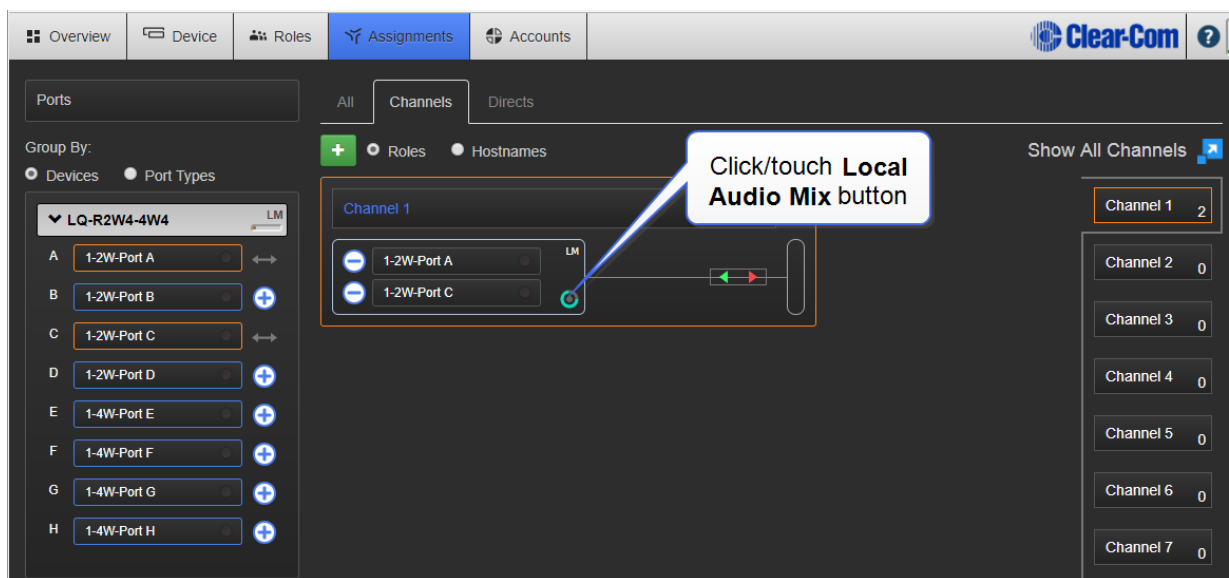 Overview Device Roles Assignments Accounts Clear-Com ?
Ports
All Channels Directs
Group By:
Roles Hostnames
Show All Channels
Devices Port Types
Click/touch Local
Audio Mix button
LQ-R2W4-4W4 LM
Channel 1
Channel 1 2
A 1-2W-Port A
1-2W-Port A LM
Channel 2 0
B 1-2W-Port B
1-2W-Port C
Channel 3 0
C 1-2W-Port C
D 1-2W-Port D
Channel 4 0
E 1-4W-Port E
Channel 5 0
F 1-4W-Port F
G 1-4W-Port G
Channel 6 0
H 1-4W-Port H
Channel 7 0